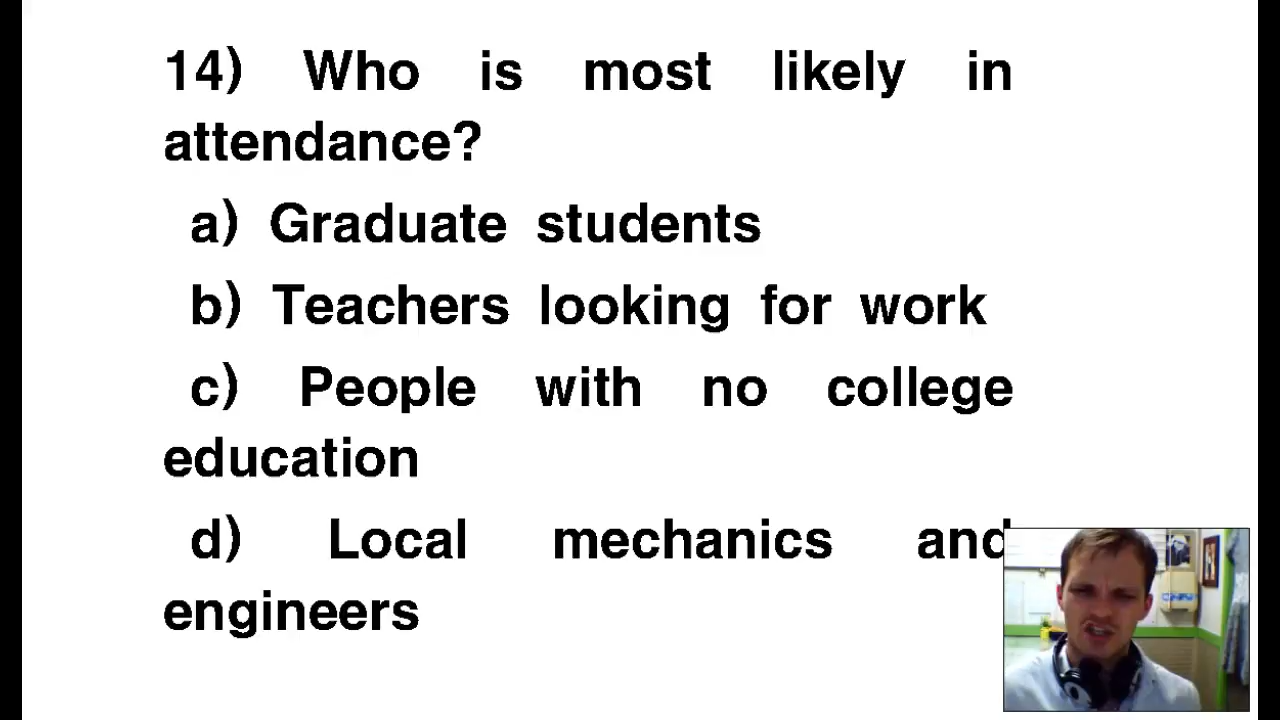 14) Who is most likely in
attendance?
a) Graduate students
b) Teachers looking for work
c) People with no college
education
d) Local mechanics and
engineers